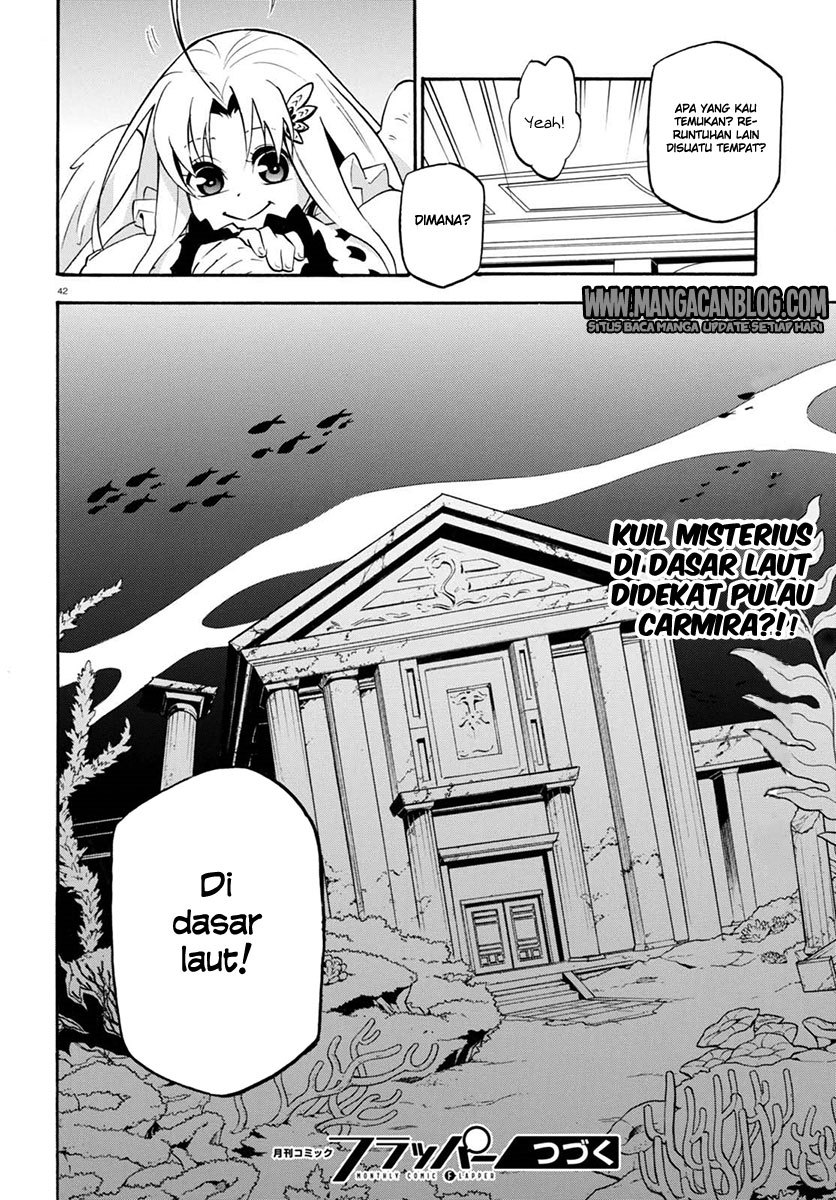 APA YANG KAU
TEMUKAN? RE-
RUNTUHAN LAIN
DISUATU TEMPAT?
Yeah!
DIMANA?
42
WWW.MANGACANBLOG.COM
SITUS BACA MANGA UPDATE SETIAP HARI
KUIL MISTERIUS
DI DASAR LAUT
DIDEKAT PULAU
CARMIRA?!!
Di
dasar
laut!
月刊コミック フラッパー つづく
MONTHLY COMIC FLAPPER